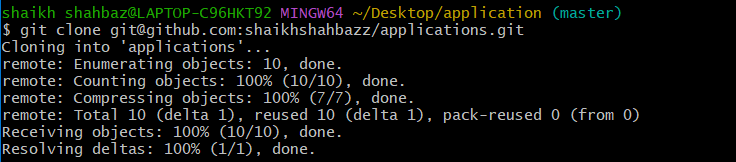 shaikh shahbaz@LAPTOP-C96HKT92 MINGW64 ~/Desktop/application (master)
$ git clone git@github.com:shaikhshahbazz/applications.git
Cloning into 'applications'...
remote: Enumerating objects: 10, done.
remote: Counting objects: 100% (10/10), done.
remote: Compressing objects: 100% (7/7), done.
remote: Total 10 (delta 1), reused 10 (delta 1), pack-reused 0 (from 0)
Receiving objects: 100% (10/10), done.
Resolving deltas: 100% (1/1), done.